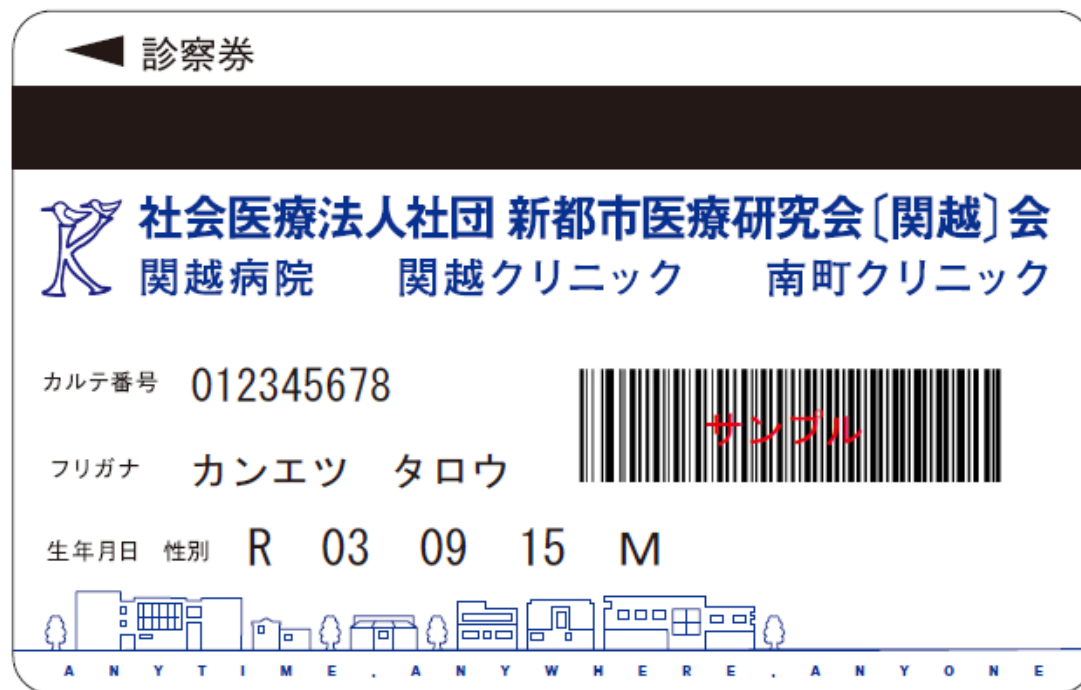 診察券
社会医療法人社団 新都市医療研究会〔関越〕会
関越病院 関越クリニック 南町クリニック
カルテ番号 012345678
サンプル
フリガナ カンエツ タロウ
生年月日 性別 R 03 09 15 M
ANYTIME.ANYWHERE.ANYONE